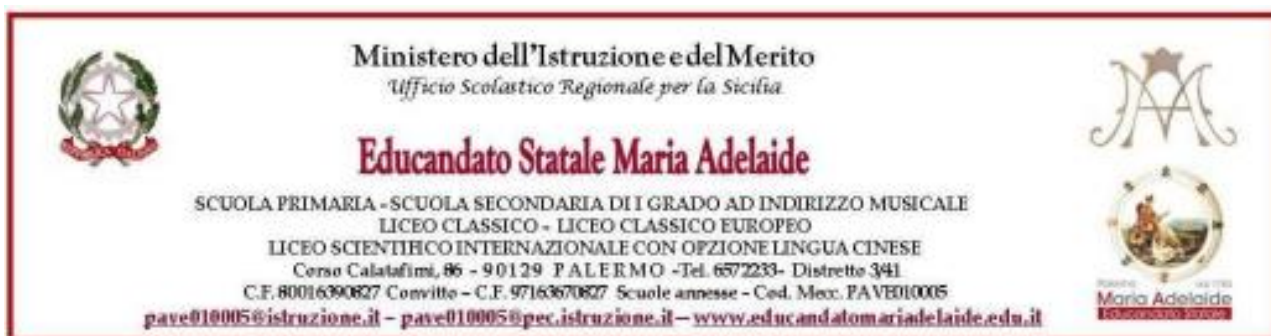 Ministero dell'Istruzione e del Merito
Ufficio Scolastico Regionale per la Sicilia
Educandato Statale Maria Adelaide
SCUOLA PRIMARIA - SCUOLA SECONDARIA DI I GRADO AD INDIRIZZO MUSICALE
LICEO CLASSICO - LICEO CLASSICO EUROPEO
LICEO SCIENTIFICO INTERNAZIONALE CON OPZIONE LINGUA CINESE
Corso Calatafimi, 86 - 90129 PALERMO -Tel. 6572233- Distretto 3/41
C.F. 80016390827 Convitto – C.F. 97163670827 Scuole annesse - Cod. Mecc. PAVE010005
pave010005@istruzione.it – pave010005@pec.istruzione.it – www.educandatomariadelaide.edu.it
Maria Adelaide
Educandato Statale